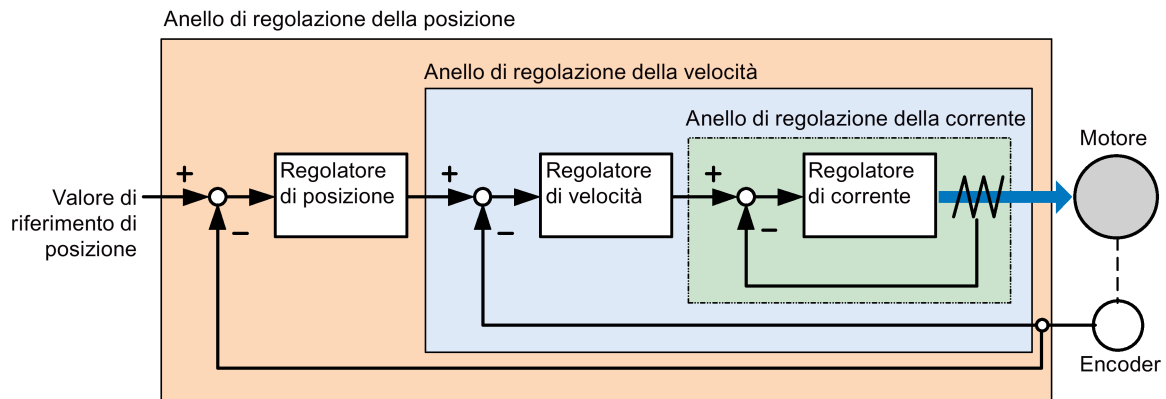 Anello di regolazione della posizione
Anello di regolazione della velocità
Anello di regolazione della corrente
Motore
Valore di
riferimento di
posizione
+
−
Regolatore
di posizione
+
−
Regolatore
di velocità
+
−
Regolatore
di corrente
Encoder